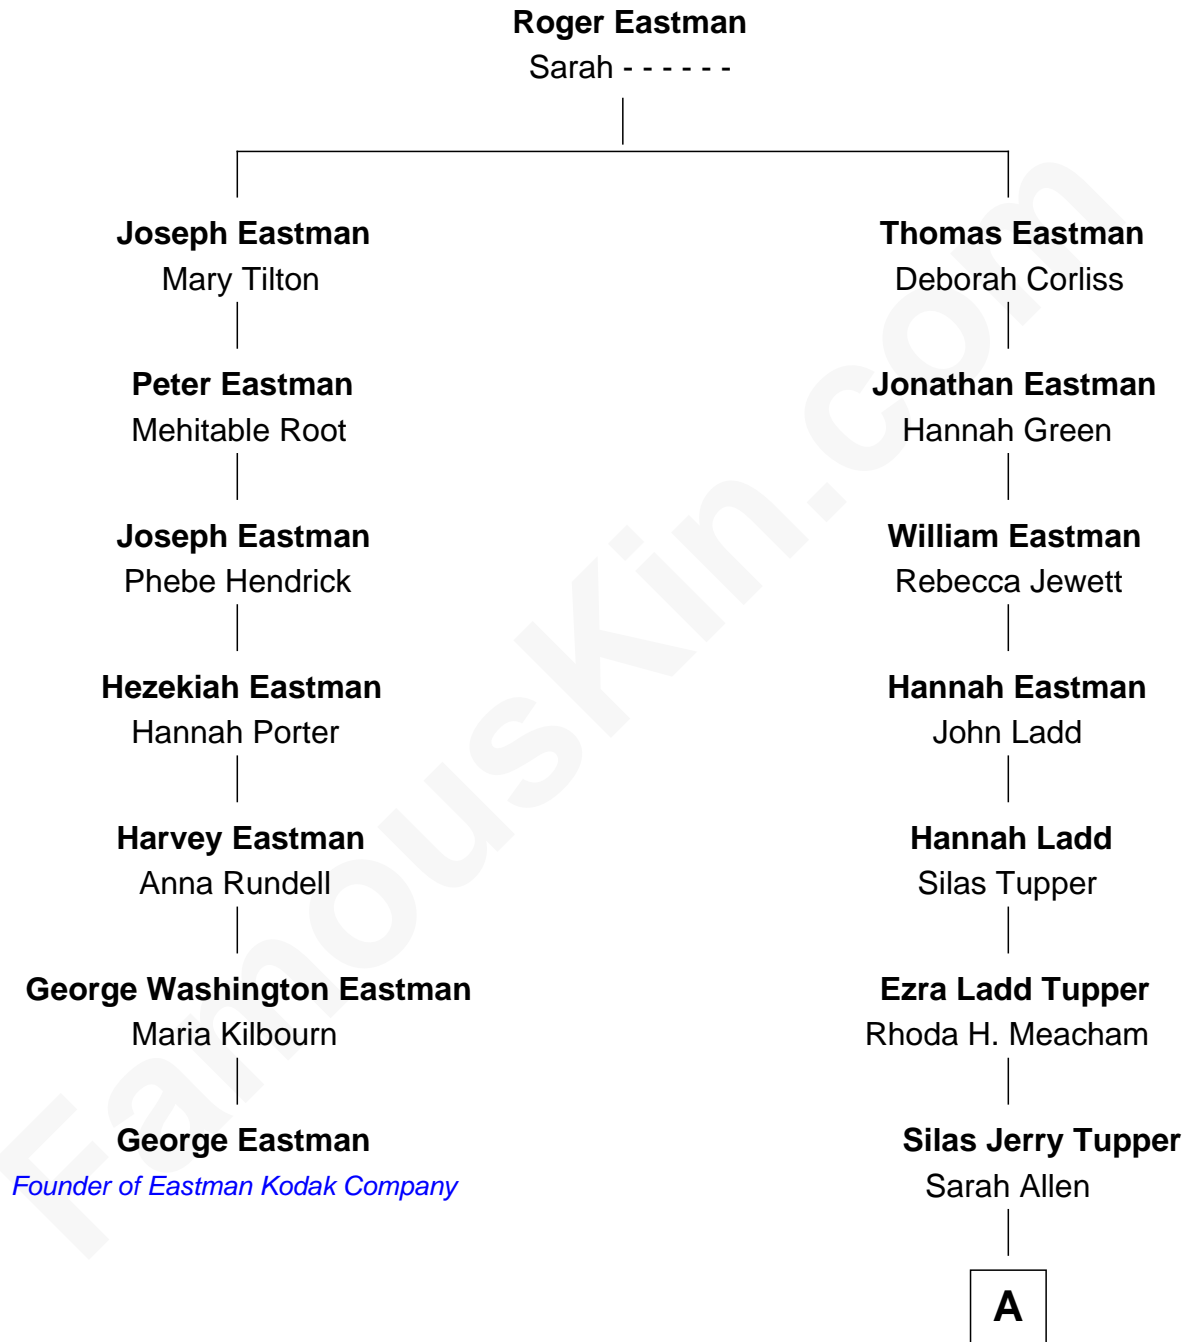 Roger Eastman
Sarah - - - - - -
Joseph Eastman
Mary Tilton
Thomas Eastman
Deborah Corliss
Peter Eastman
Mehitable Root
Jonathan Eastman
Hannah Green
Joseph Eastman
Phebe Hendrick
William Eastman
Rebecca Jewett
Hezekiah Eastman
Hannah Porter
Hannah Eastman
John Ladd
Harvey Eastman
Anna Rundell
Hannah Ladd
Silas Tupper
George Washington Eastman
Maria Kilbourn
Ezra Ladd Tupper
Rhoda H. Meacham
George Eastman
Founder of Eastman Kodak Company
Silas Jerry Tupper
Sarah Allen
A
FamousKin.com